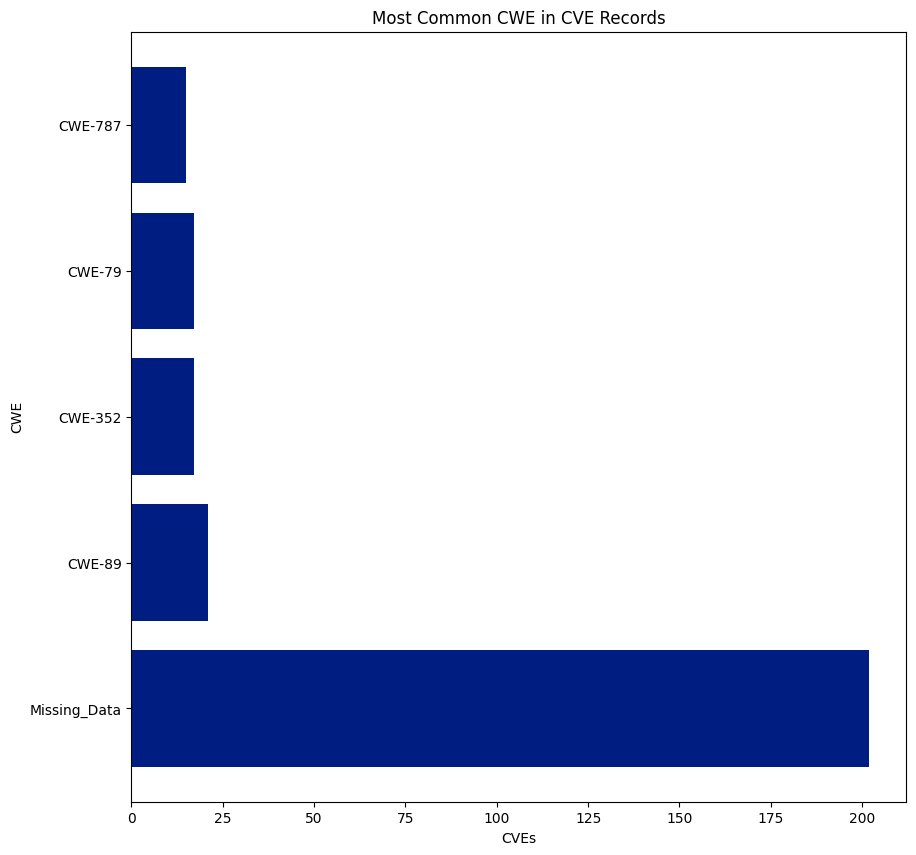 Most Common CWE in CVE Records
CWE
CWE-787
CWE-79
CWE-352
CWE-89
Missing_Data
0 25 50 75 100 125 150 175 200
CVEs